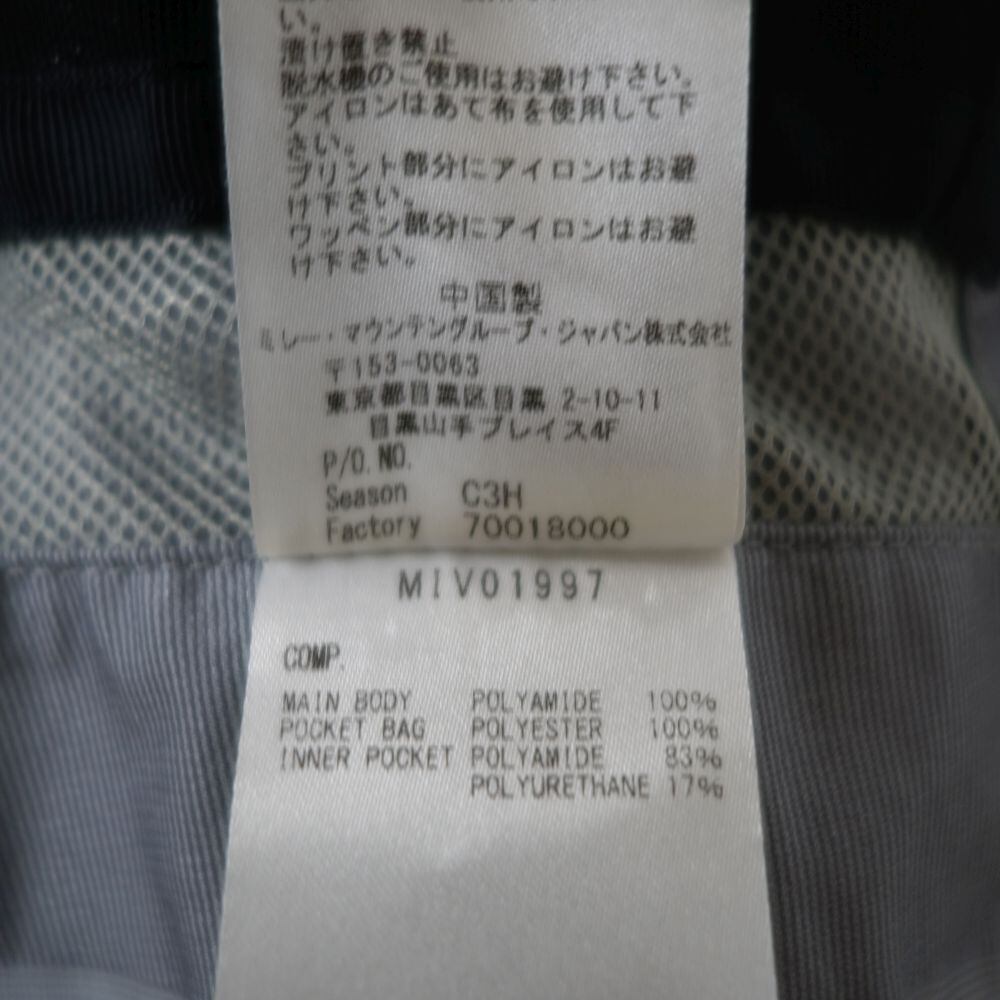 い。
漬け置き禁止
脱水機のご使用はお避け下さい。
アイロンはあて布を使用して下
さい。
プリント部分にアイロンはお避
け下さい。
ワッペン部分にアイロンはお避
け下さい。
中国製
ミレー・マウンテングループ・ジャパン株式会社
〒153-0063
東京都目黒区目黒 2-10-11
目黒山手プレイス4F
P/O. NO.
Season C3H
Factory 70018000
MIV01997
COMP.
MAIN BODY POLYAMIDE 100%
POCKET BAG POLYESTER 100%
INNER POCKET POLYAMIDE 83%
POLYURETHANE 17%